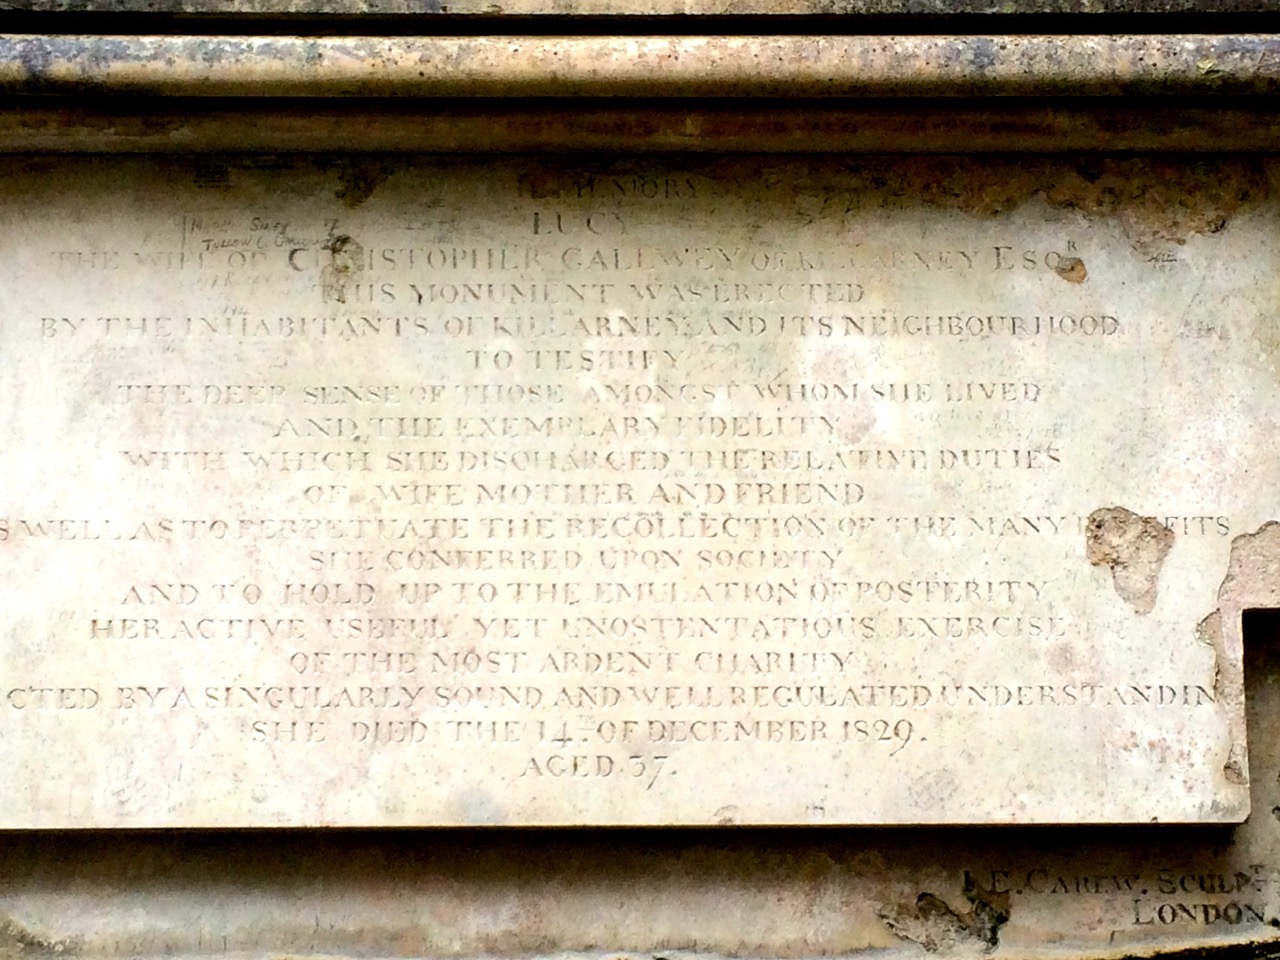 MEMORY
LUCY
THE WIFE OF CHRISTOPHER GALLWEY OF KILLARNEY ESQR
THIS MONUMENT WAS ERECTED
BY THE INHABITANTS OF KILLARNEY AND ITS NEIGHBOURHOOD
TO TESTIFY
THE DEEP SENSE OF THOSE AMONGST WHOM SHE LIVED
AND THE EXEMPLARY FIDELITY
WITH WHICH SHE DISCHARGED THE RELATIVE DUTIES
OF WIFE MOTHER AND FRIEND
S WELL AS TO PERPETUATE THE RECOLLECTION OF THE MANY BENEFITS
SHE CONFERRED UPON SOCIETY
AND TO HOLD UP TO THE EMULATION OF POSTERITY
HER ACTIVE USEFUL YET UNOSTENTATIOUS EXERCISE
OF THE MOST ARDENT CHARITY
CTED BY A SINGULARLY SOUND AND WELL REGULATED UNDERSTANDIN
SHE DIED THE 14TH OF DECEMBER 1829.
AGED 37.
I E. CAREW. SCULPT.
LONDON.